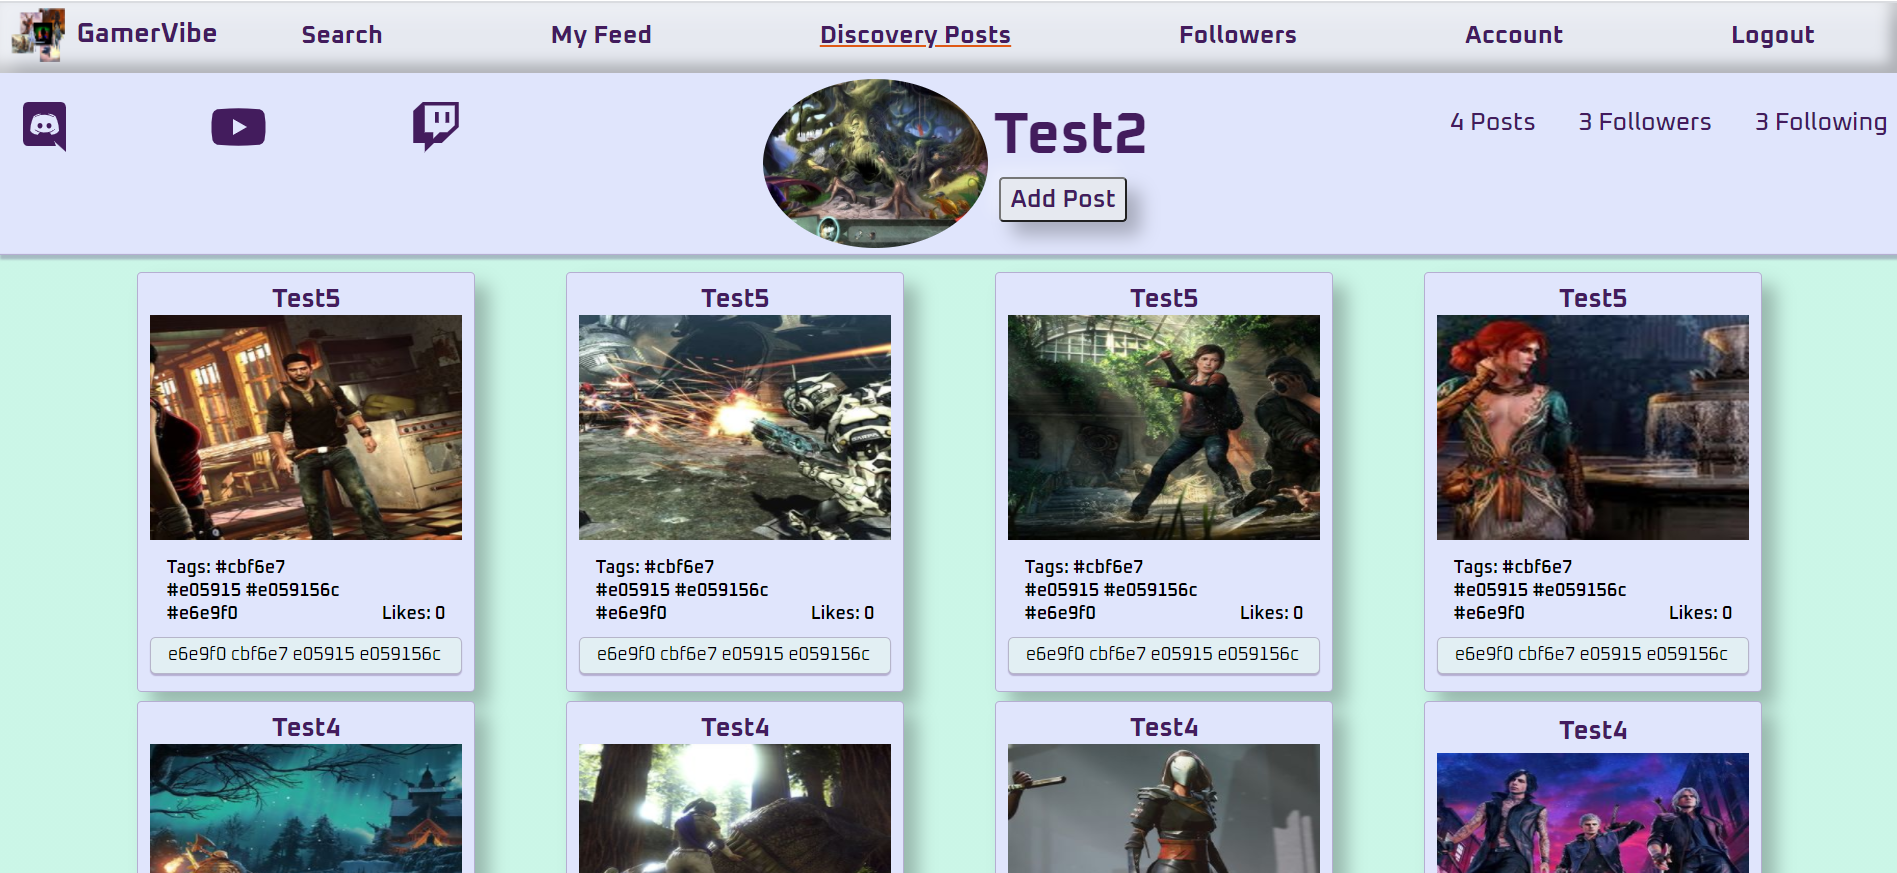 GamerVibe Search My Feed Discovery Posts Followers Account Logout
Test2
4 Posts 3 Followers 3 Following
Add Post
Test5
Tags: #cbf6e7
#e05915 #e059156c
#e6e9f0 Likes: 0
e6e9f0 cbf6e7 e05915 e059156c
Test5
Tags: #cbf6e7
#e05915 #e059156c
#e6e9f0 Likes: 0
e6e9f0 cbf6e7 e05915 e059156c
Test5
Tags: #cbf6e7
#e05915 #e059156c
#e6e9f0 Likes: 0
e6e9f0 cbf6e7 e05915 e059156c
Test5
Tags: #cbf6e7
#e05915 #e059156c
#e6e9f0 Likes: 0
e6e9f0 cbf6e7 e05915 e059156c
Test4
Test4
Test4
Test4